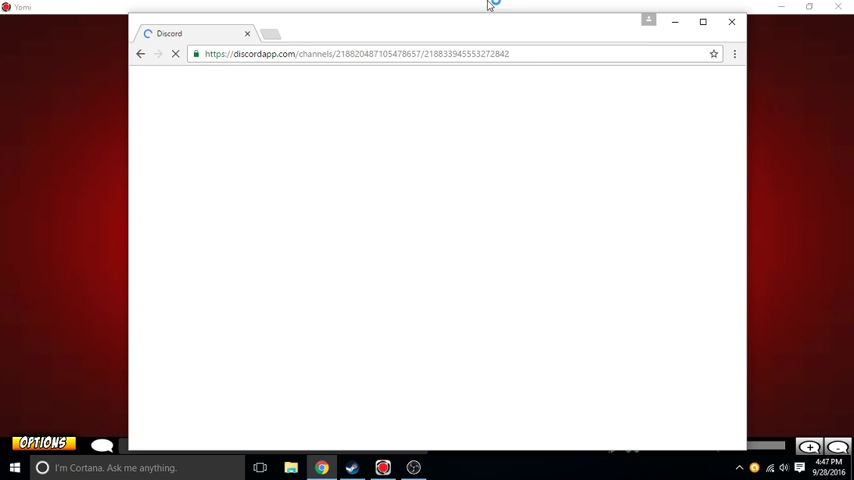 Yomi
Discord
https://discordapp.com/channels/218820487105478657/218833945553272842
OPTIONS
I'm Cortana. Ask me anything.
4:47 PM
9/28/2016